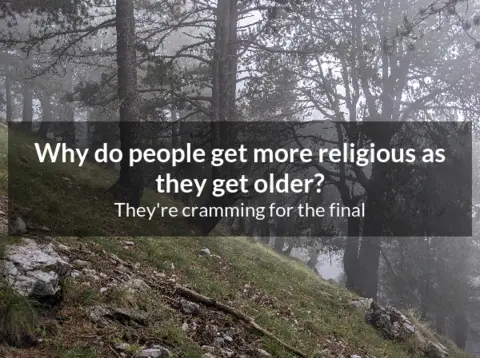 Why do people get more religious as
they get older?
They're cramming for the final